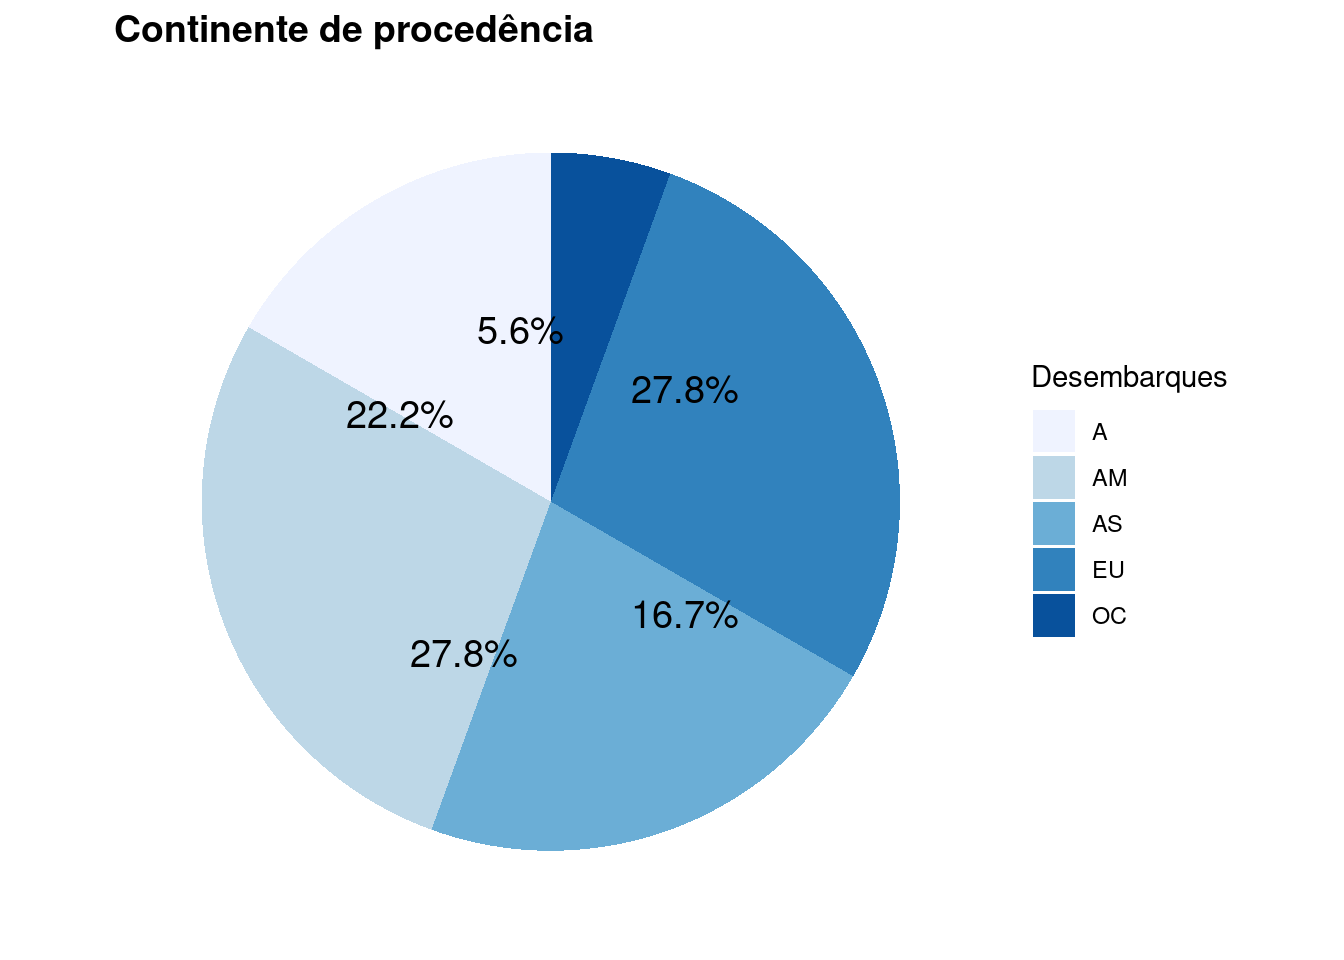 Continente de procedência
5.6%
27.8%
22.2%
16.7%
27.8%
Desembarques
A
AM
AS
EU
OC